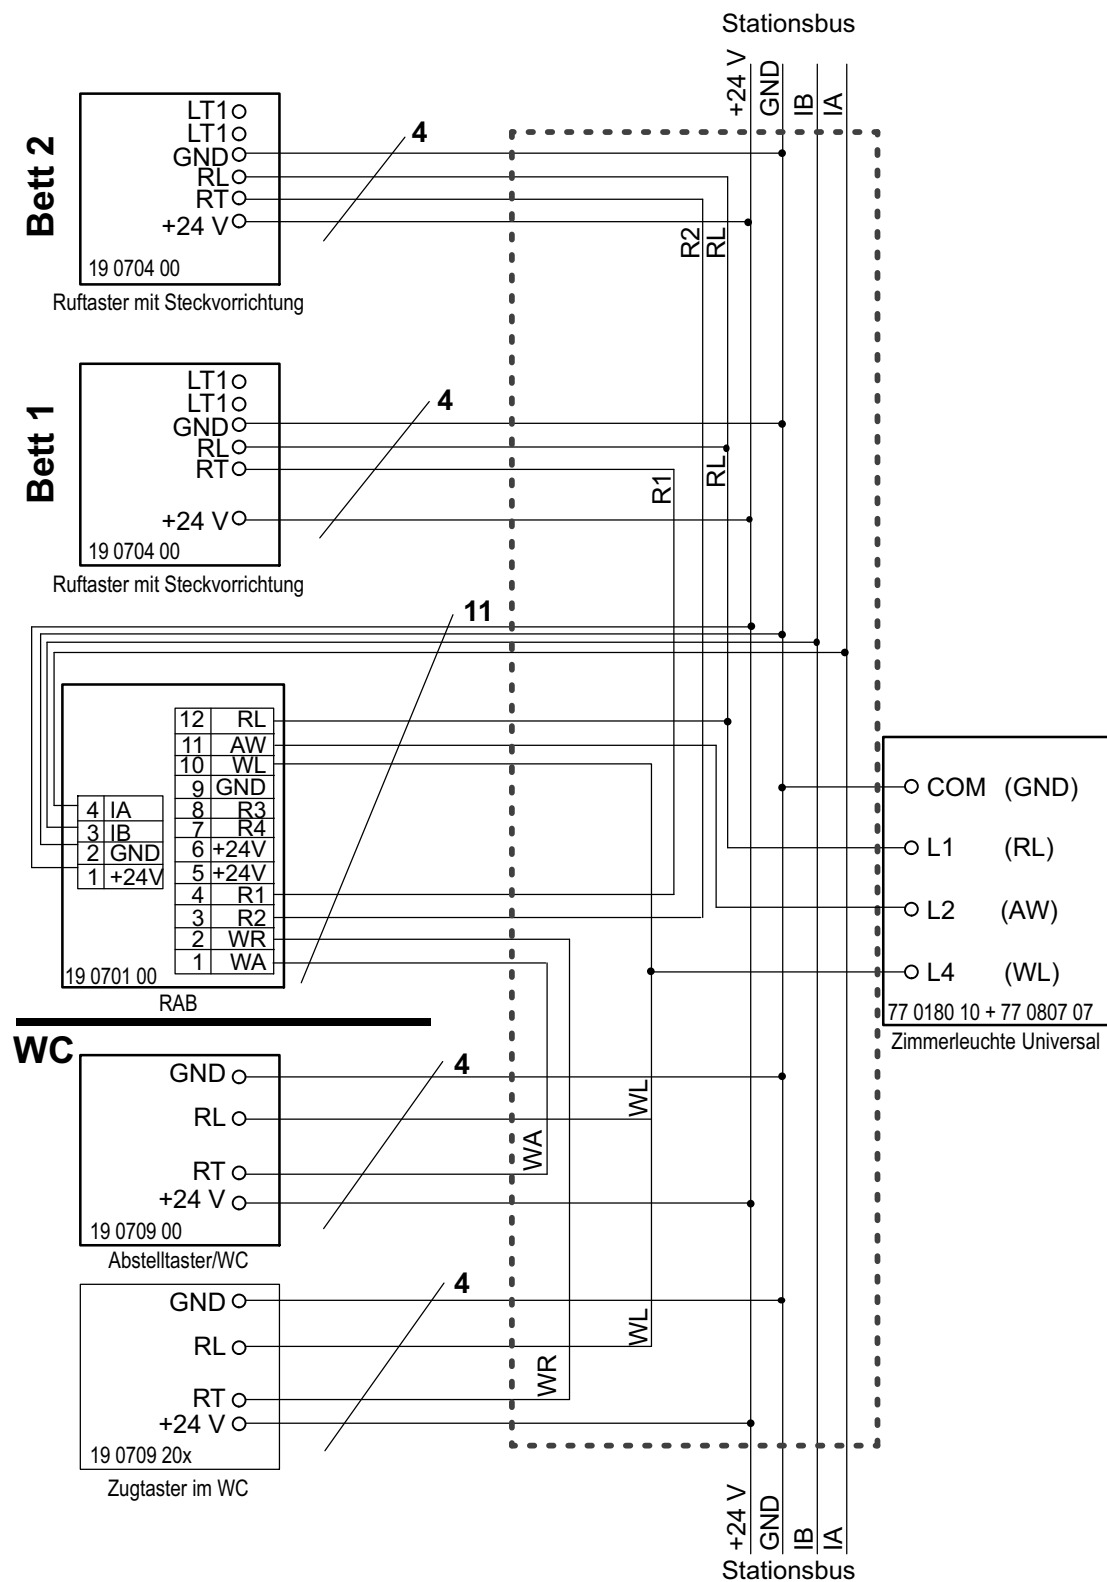 Stationsbus
+24 V
GND
IB
IA
Bett 2
LT1
LT1
GND
RL
RT
+24 V
19 0704 00
Ruftaster mit Steckvorrichtung
4
R2
RL
Bett 1
LT1
LT1
GND
RL
RT
+24 V
19 0704 00
Ruftaster mit Steckvorrichtung
4
R1
RL
11
12 RL
11 AW
10 WL
9 GND
8 R3
7 R4
6 +24V
5 +24V
4 R1
3 R2
2 WR
1 WA
4 IA
3 IB
2 GND
1 +24V
19 0701 00
RAB
COM (GND)
L1 (RL)
L2 (AW)
L4 (WL)
77 0180 10 + 77 0807 07
Zimmerleuchte Universal
WC
GND
RL
RT
+24 V
19 0709 00
Abstelltaster/WC
4
WA
WL
GND
RL
RT
+24 V
19 0709 20x
Zugtaster im WC
4
WR
WL
+24 V
GND
IB
IA
Stationsbus